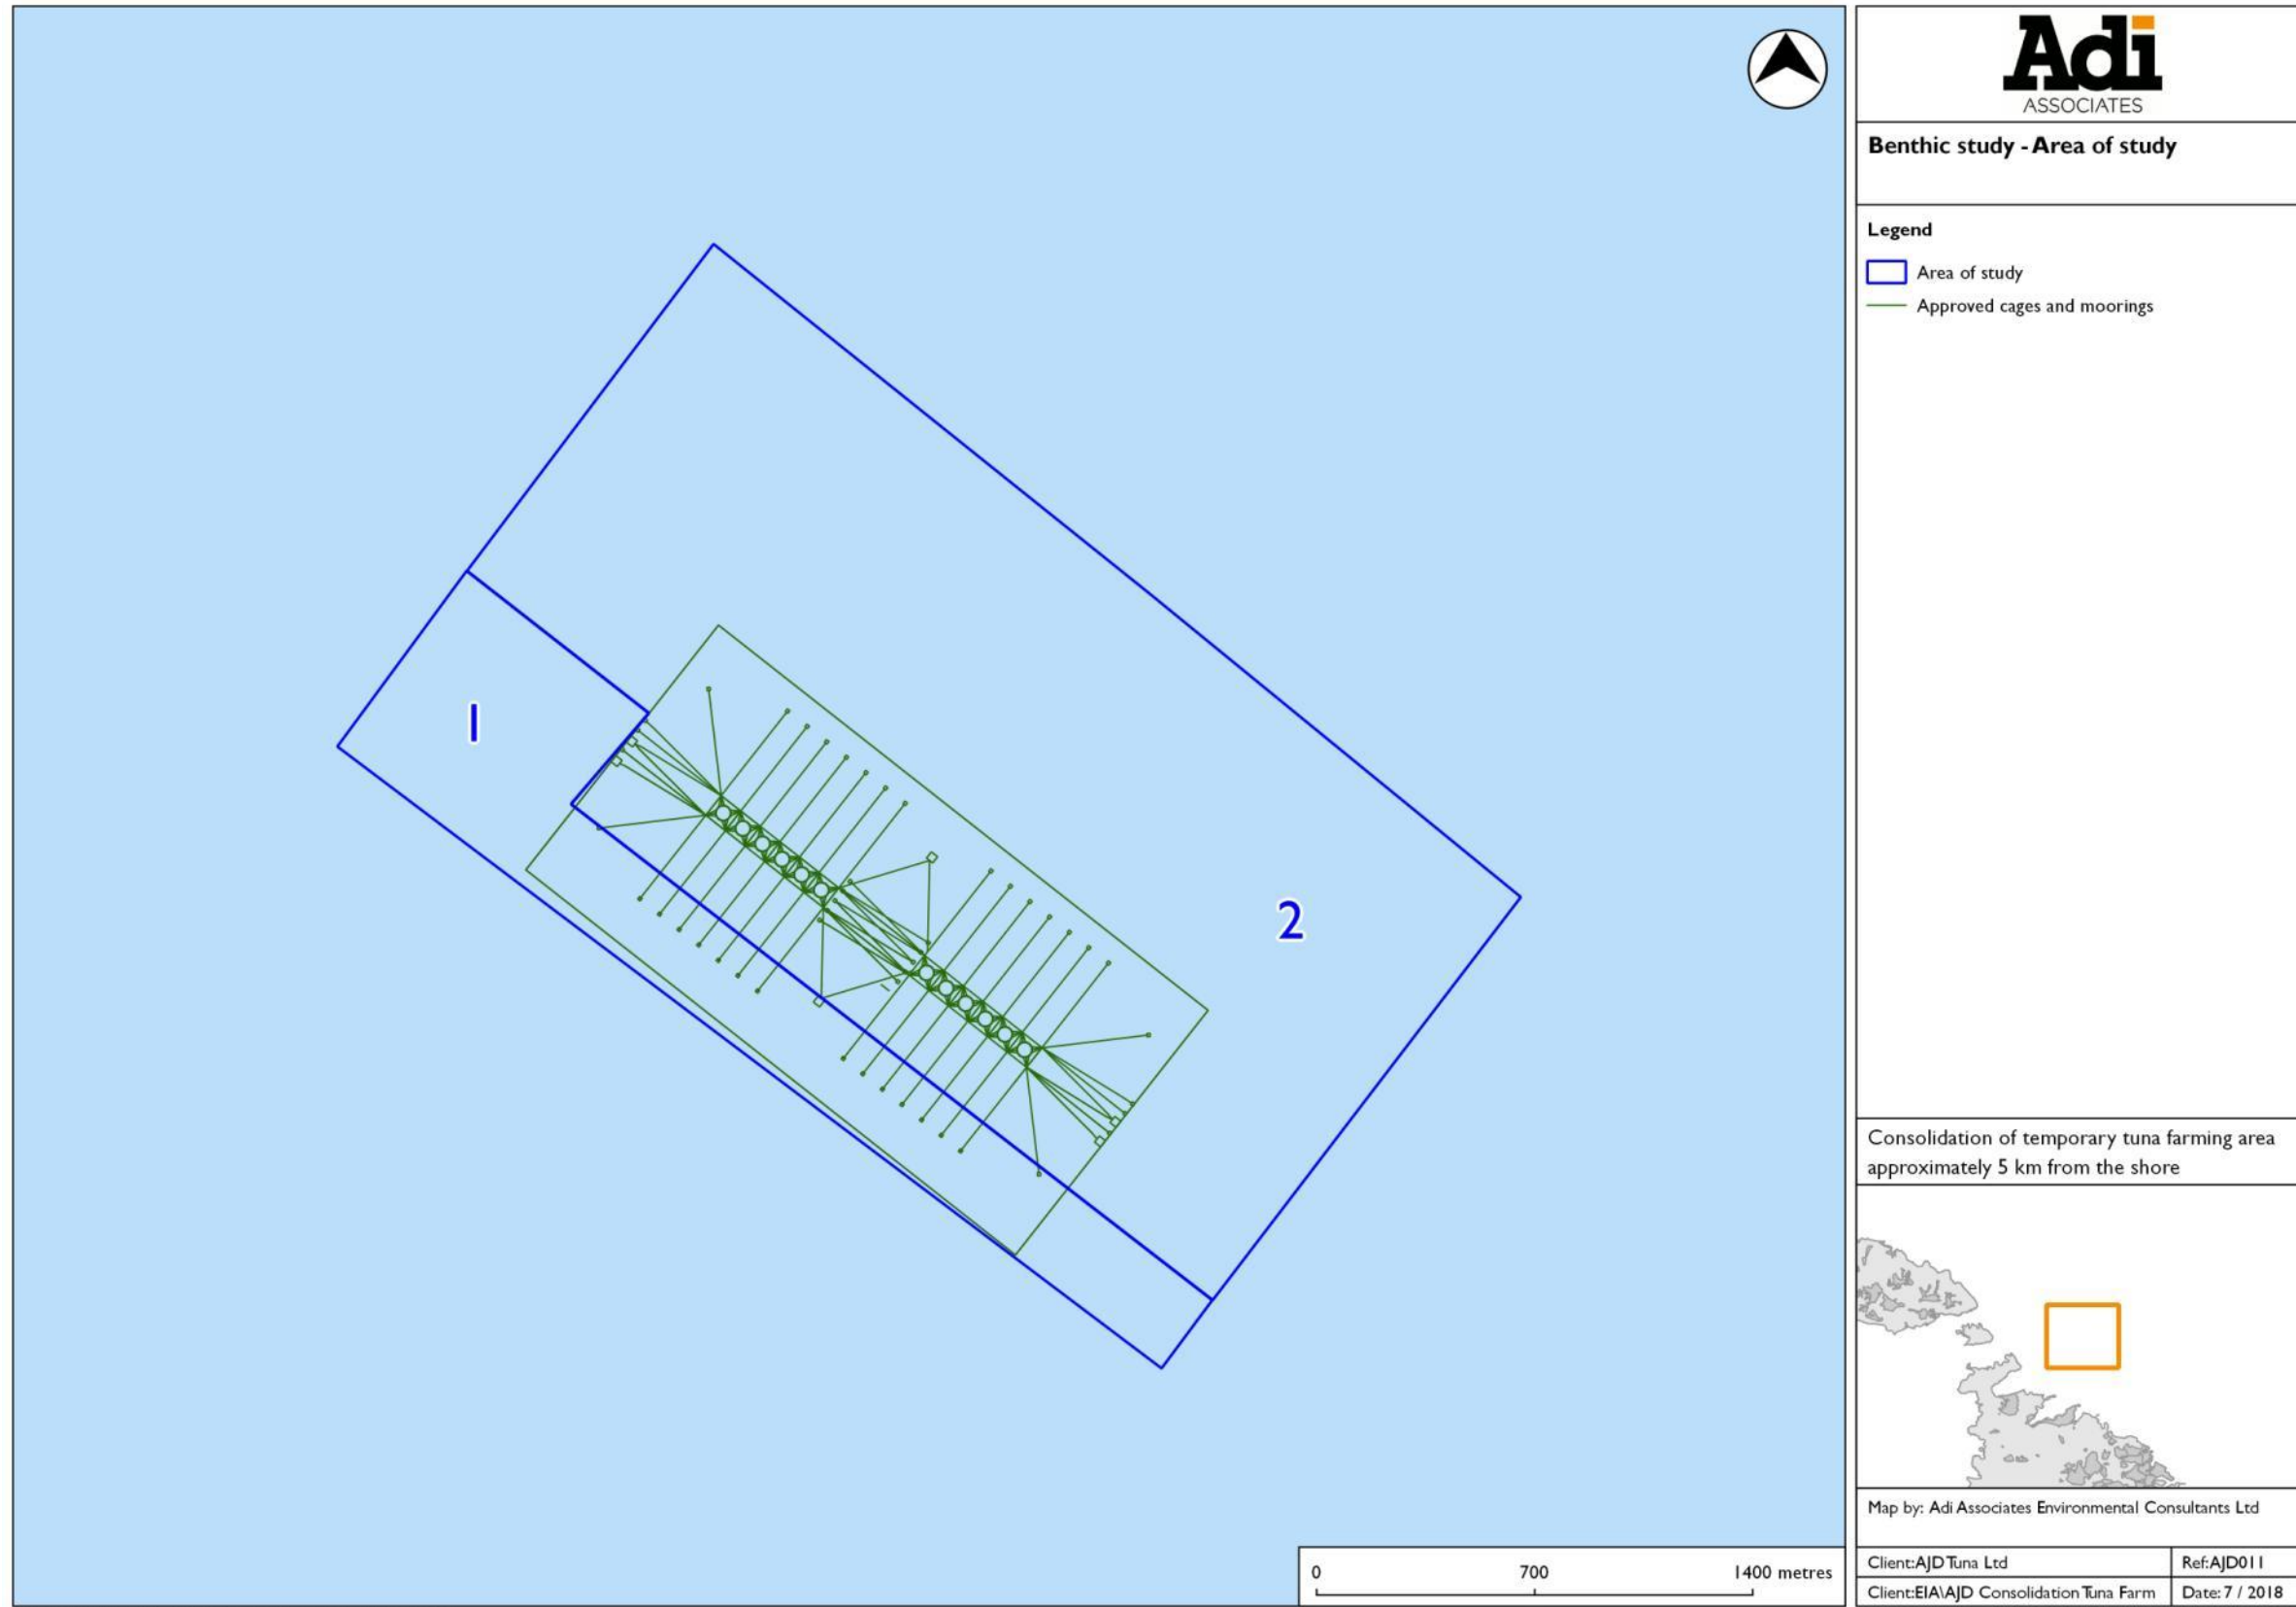 1
2
0 700 1400 metres
Adi
ASSOCIATES
Benthic study - Area of study
Legend
Area of study
Approved cages and moorings
Consolidation of temporary tuna farming area
approximately 5 km from the shore
Map by: Adi Associates Environmental Consultants Ltd
Client:AJD Tuna Ltd
Ref:AJD011
Client:EIA\AJD Consolidation Tuna Farm
Date: 7 / 2018